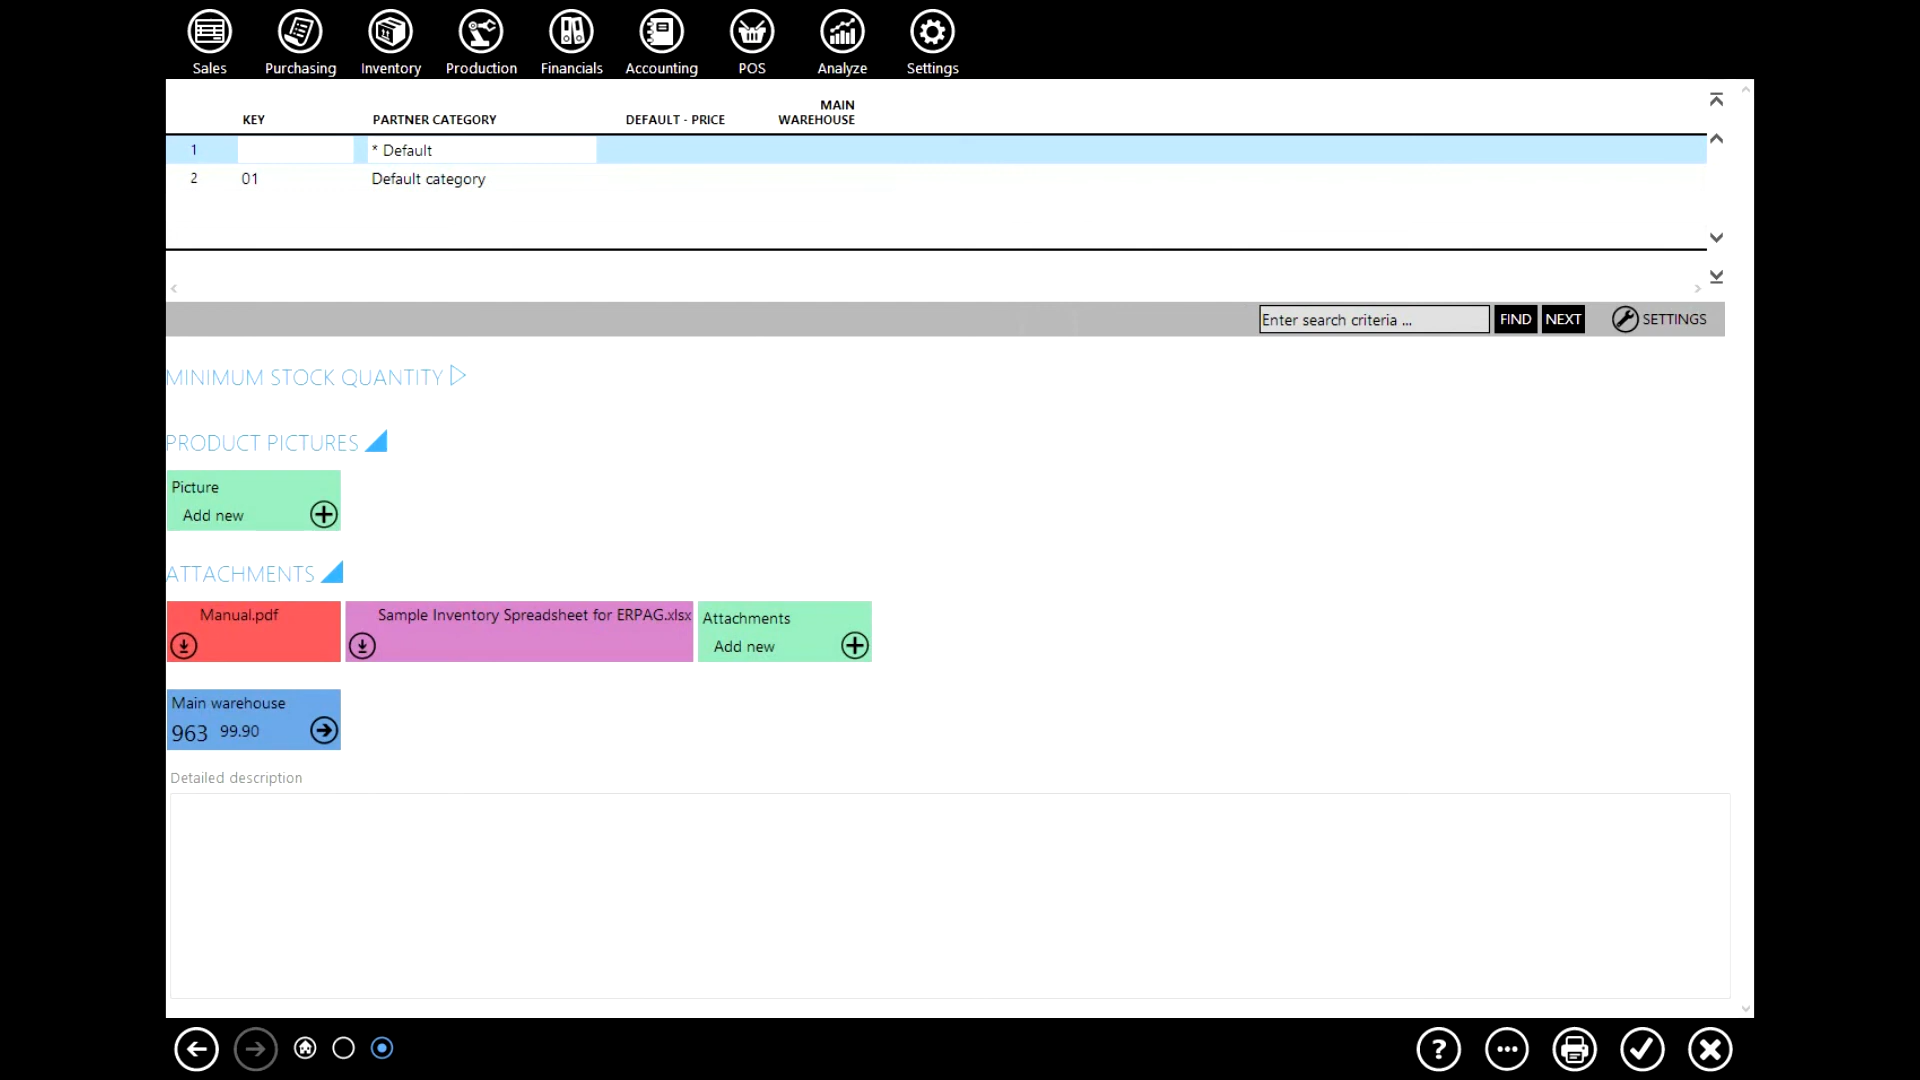 Sales Purchasing Inventory Production Financials Accounting POS Analyze Settings
KEY PARTNER CATEGORY DEFAULT - PRICE MAIN WAREHOUSE
1 * Default
2 01 Default category
Enter search criteria ... FIND NEXT SETTINGS
MINIMUM STOCK QUANTITY
PRODUCT PICTURES
Picture
Add new
ATTACHMENTS
Manual.pdf
Sample Inventory Spreadsheet for ERPAG.xlsx
Attachments
Add new
Main warehouse
963 99.90
Detailed description